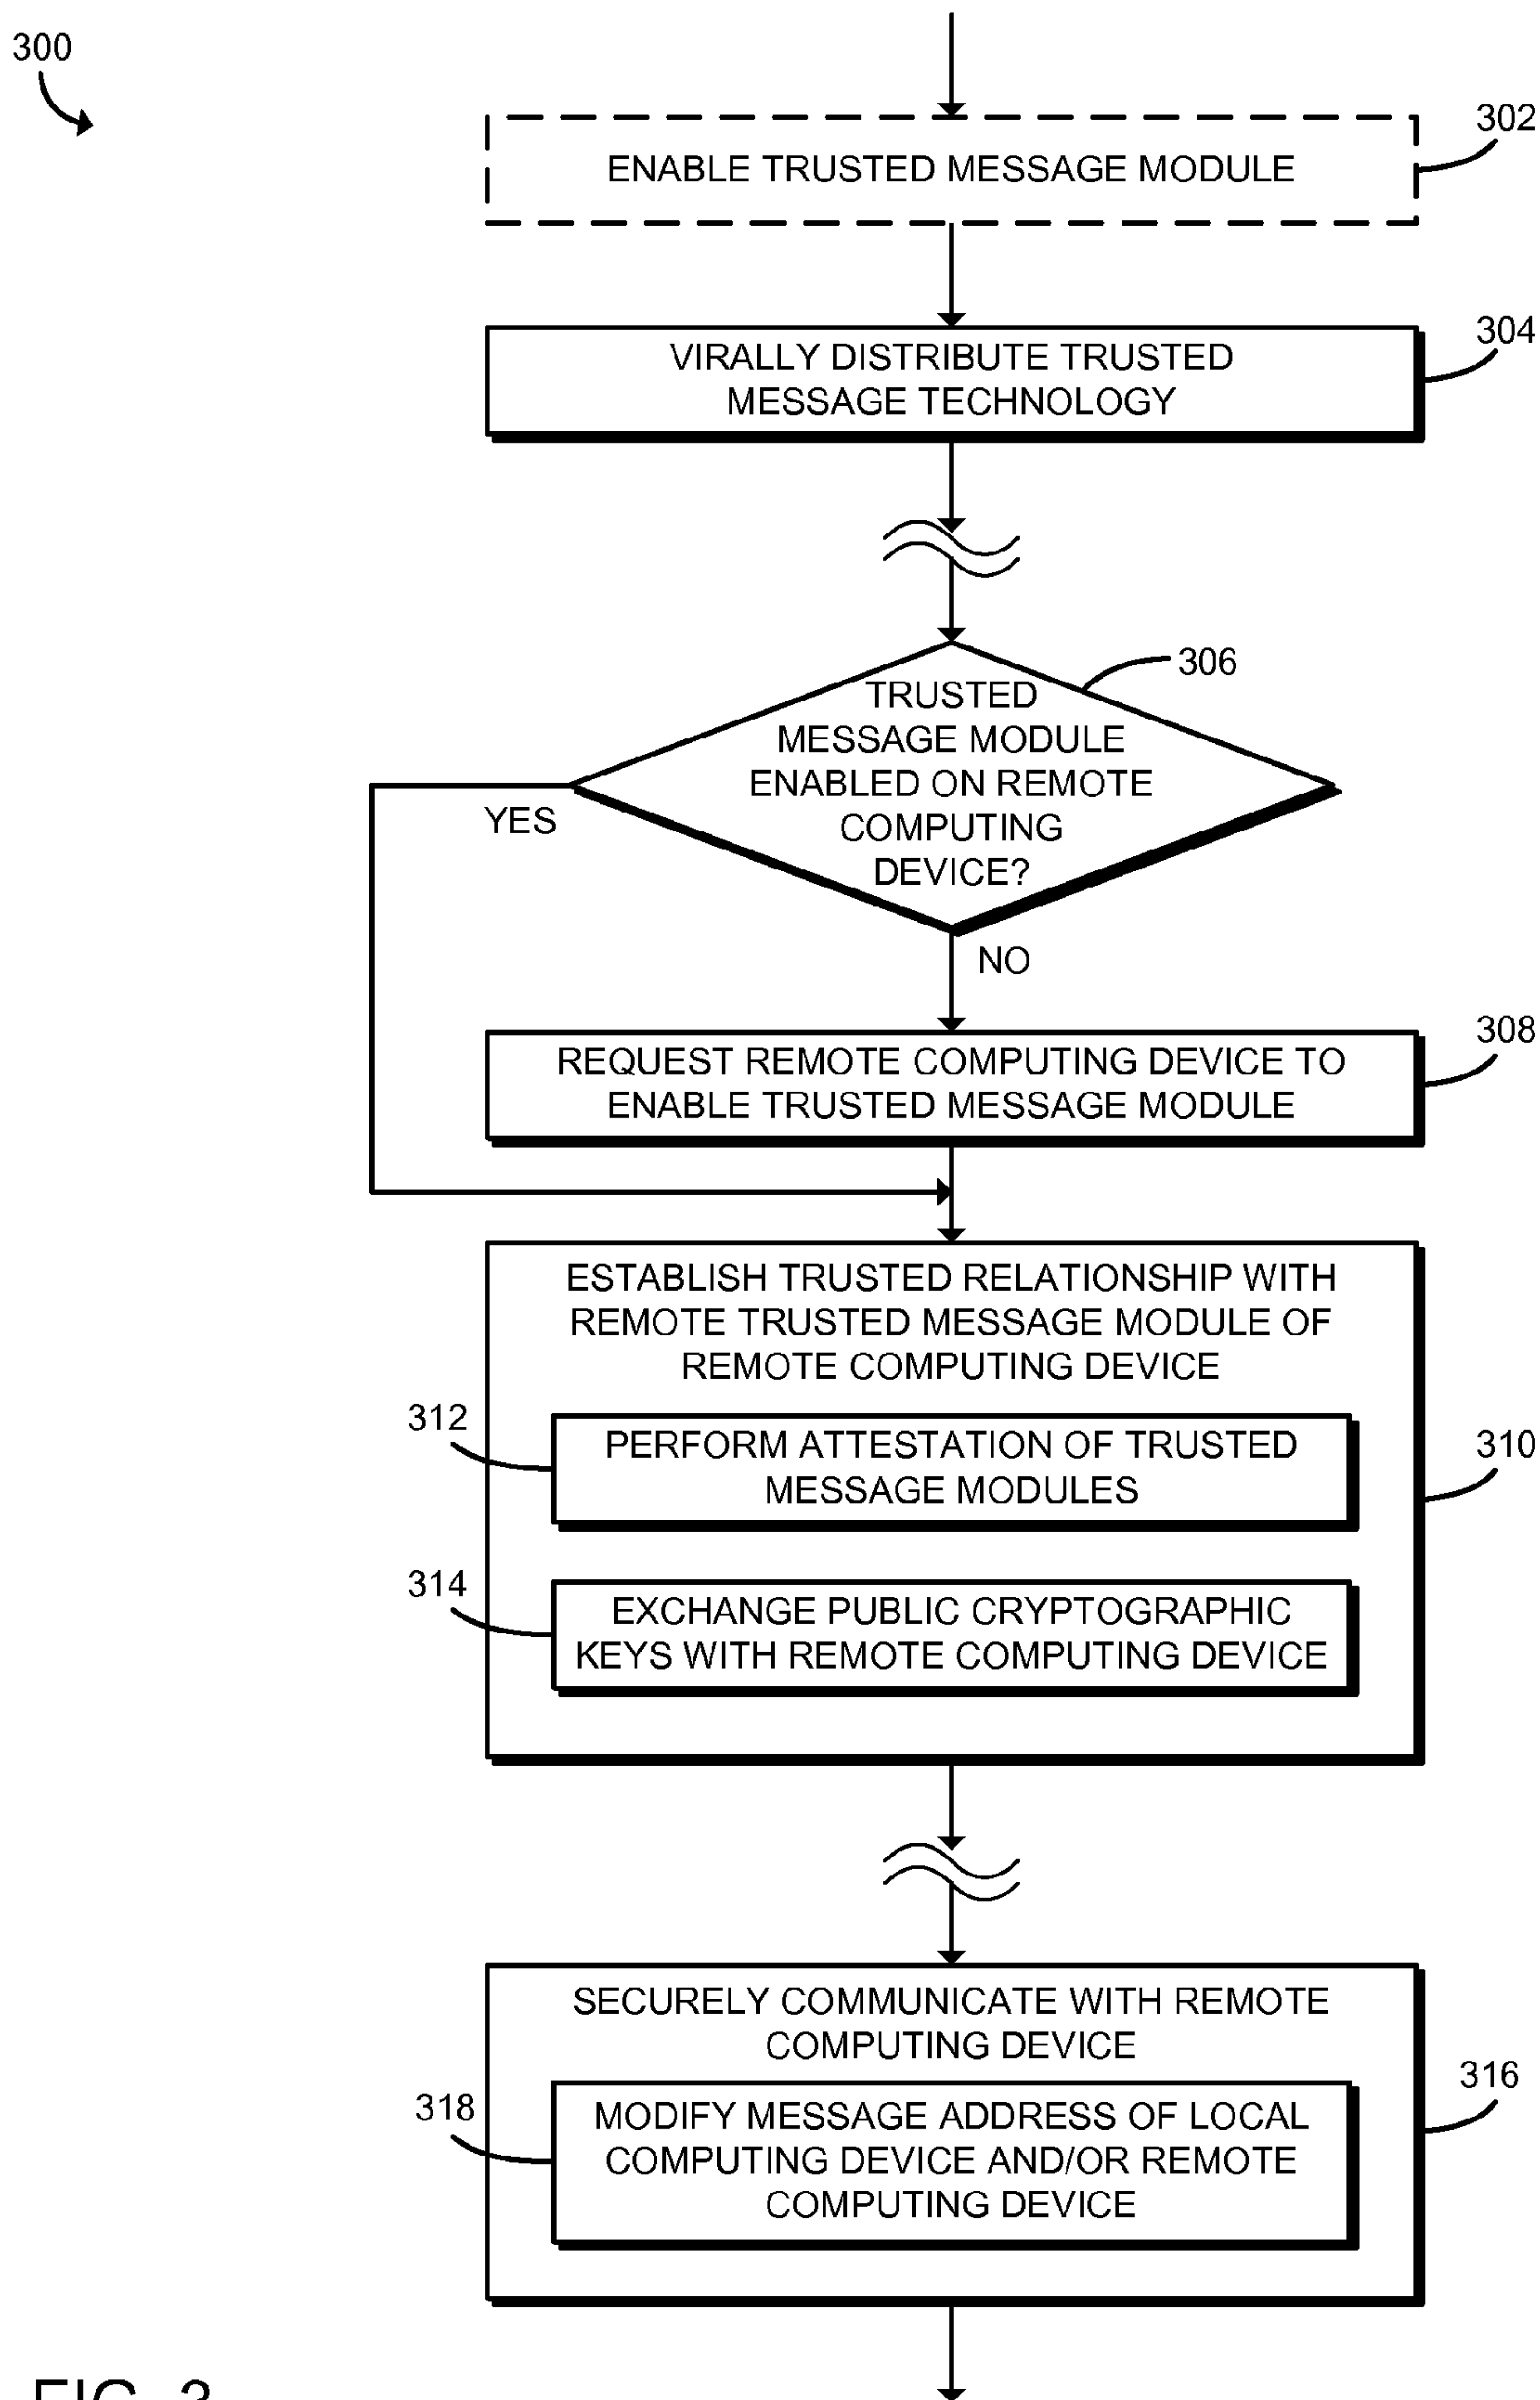 300
302
ENABLE TRUSTED MESSAGE MODULE
304
VIRALLY DISTRIBUTE TRUSTED
MESSAGE TECHNOLOGY
306
TRUSTED
MESSAGE MODULE
ENABLED ON REMOTE
COMPUTING
DEVICE?
YES
NO
308
REQUEST REMOTE COMPUTING DEVICE TO
ENABLE TRUSTED MESSAGE MODULE
ESTABLISH TRUSTED RELATIONSHIP WITH
REMOTE TRUSTED MESSAGE MODULE OF
REMOTE COMPUTING DEVICE
312
310
PERFORM ATTESTATION OF TRUSTED
MESSAGE MODULES
314
EXCHANGE PUBLIC CRYPTOGRAPHIC
KEYS WITH REMOTE COMPUTING DEVICE
SECURELY COMMUNICATE WITH REMOTE
COMPUTING DEVICE
316
318
MODIFY MESSAGE ADDRESS OF LOCAL
COMPUTING DEVICE AND/OR REMOTE
COMPUTING DEVICE
FIG. 3